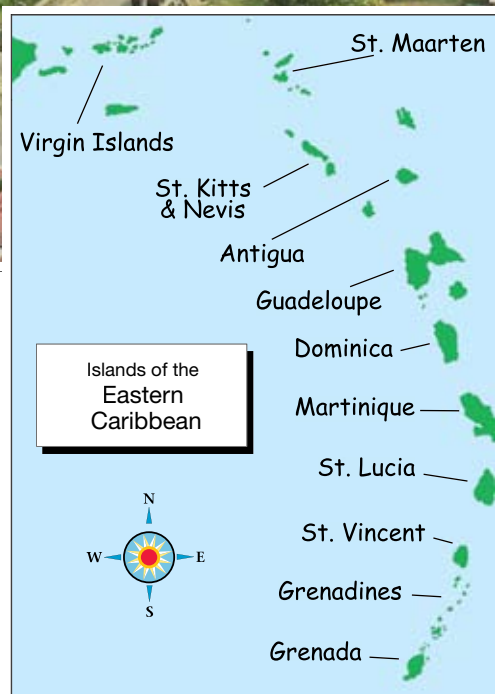 St. Maarten
Virgin Islands
St. Kitts
& Nevis
Antigua
Guadeloupe
Dominica
Islands of the
Eastern
Caribbean
Martinique
St. Lucia
N
W E
S
St. Vincent
Grenadines
Grenada